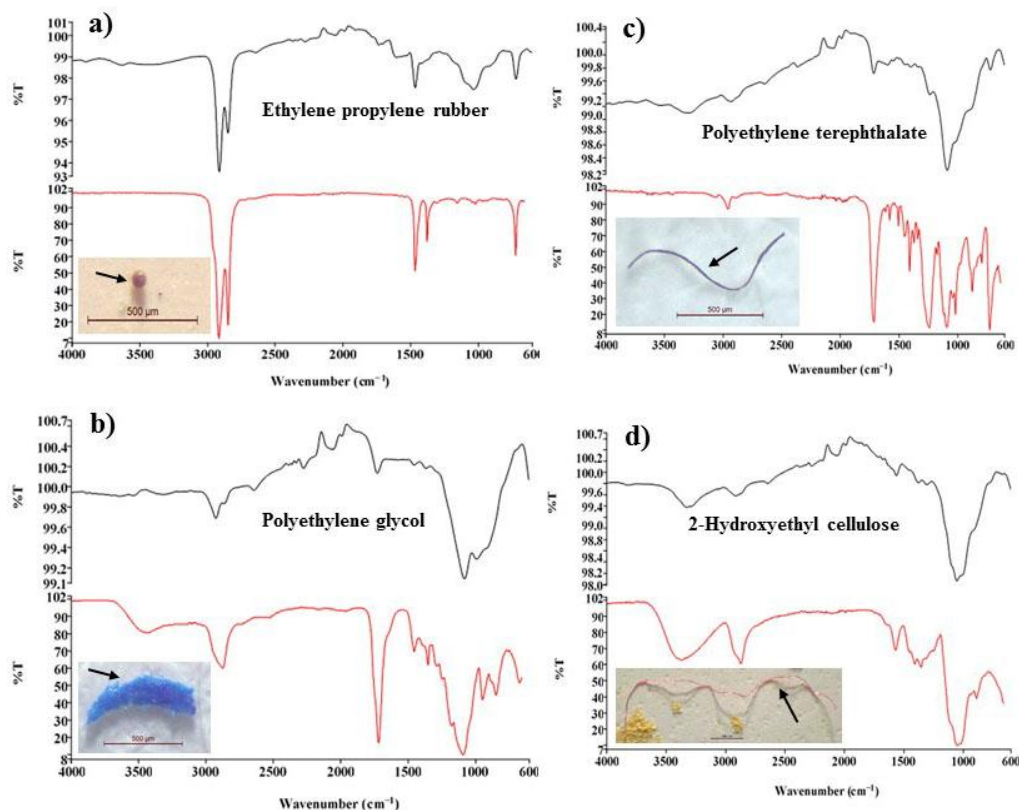 a)
101
100
99
98
97
96
95
94
93
%T
Ethylene propylene rubber
102
90
80
70
60
50
40
30
20
7
%T
500 µm
4000 3500 3000 2500 2000 1500 1000 600
Wavenumber (cm⁻¹)
c)
100.4
100.0
99.8
99.6
99.2
99.0
98.8
98.4
98.2
%T
Polyethylene terephthalate
102
90
80
70
60
50
40
30
20
8
%T
500 µm
4000 3500 3000 2500 2000 1500 1000 600
Wavenumber (cm⁻¹)
b)
100.7
100.4
100.2
100.0
99.8
99.6
99.4
99.2
99.1
%T
Polyethylene glycol
102
90
80
70
60
50
40
30
20
8
%T
500 µm
4000 3500 3000 2500 2000 1500 1000 600
Wavenumber (cm⁻¹)
d)
100.7
100.2
100.0
99.6
99.4
99.0
98.8
98.6
98.4
98.2
98.0
%T
2-Hydroxyethyl cellulose
102
90
80
70
60
50
40
30
20
7
%T
4000 3500 3000 2500 2000 1500 1000 600
Wavenumber (cm⁻¹)